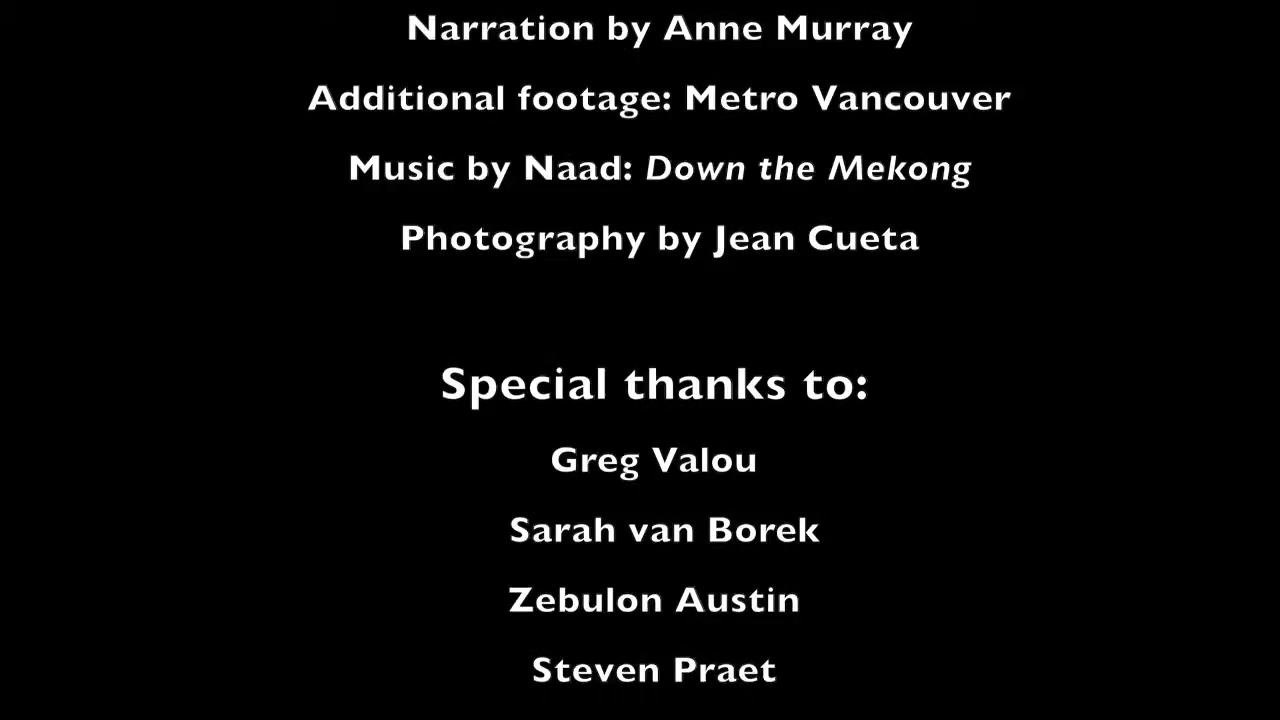 Narration by Anne Murray
Additional footage: Metro Vancouver
Music by Naad: Down the Mekong
Photography by Jean Cueta
Special thanks to:
Greg Valou
Sarah van Borek
Zebulon Austin
Steven Praet